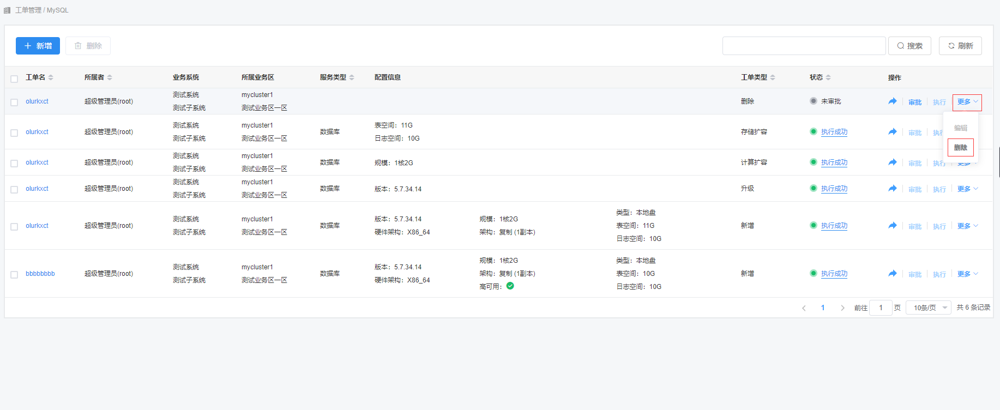 工单管理 / MySQL
新增
删除
搜索
刷新
工单名 所属者 业务系统 所属业务区 服务类型 配置信息 工单类型 状态 操作
olurkxct 超级管理员(root) 测试系统 mycluster1 删除 未审批 审批 执行 更多
测试子系统 测试业务区一区
编辑
删除
olurkxct 超级管理员(root) 测试系统 mycluster1 数据库 表空间：11G 存储扩容 执行成功 审批 执行
测试子系统 测试业务区一区 日志空间：10G
olurkxct 超级管理员(root) 测试系统 mycluster1 数据库 规模：1核2G 计算扩容 执行成功 审批 执行 更多
测试子系统 测试业务区一区
olurkxct 超级管理员(root) 测试系统 mycluster1 数据库 版本：5.7.34.14 升级 执行成功 审批 执行 更多
测试子系统 测试业务区一区
olurkxct 超级管理员(root) 测试系统 mycluster1 数据库 版本：5.7.34.14 规模：1核2G 类型：本地盘 新增 执行成功 审批 执行 更多
测试子系统 测试业务区一区 硬件架构：X86_64 架构：复制 (1副本) 表空间：11G
日志空间：10G
bbbbbbbb 超级管理员(root) 测试系统 mycluster1 数据库 版本：5.7.34.14 规模：1核2G 类型：本地盘 新增 执行成功 审批 执行 更多
测试子系统 测试业务区一区 硬件架构：X86_64 架构：复制 (1副本) 表空间：10G
高可用： 日志空间：10G
1 前往 1 页 10条/页 共 6 条记录